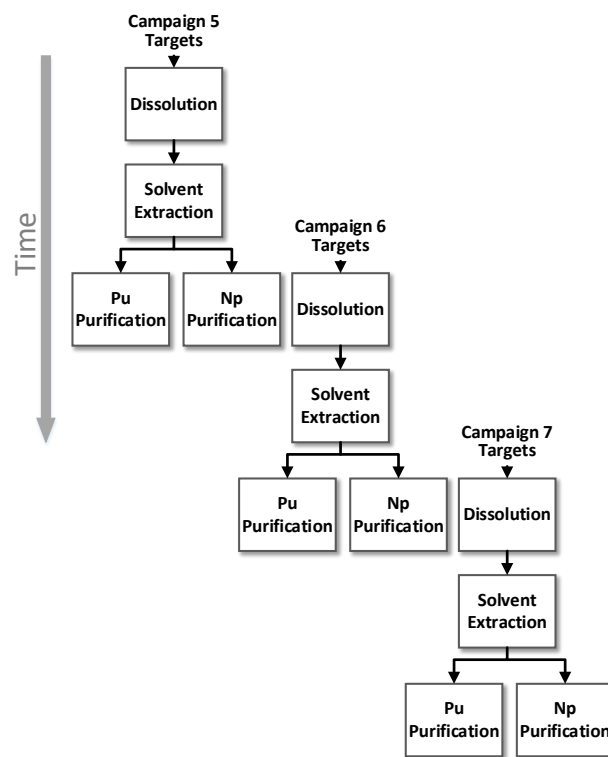 Campaign 5
Targets
Dissolution
Time
Solvent
Extraction
Pu
Purification
Np
Purification
Campaign 6
Targets
Dissolution
Solvent
Extraction
Pu
Purification
Np
Purification
Campaign 7
Targets
Dissolution
Solvent
Extraction
Pu
Purification
Np
Purification